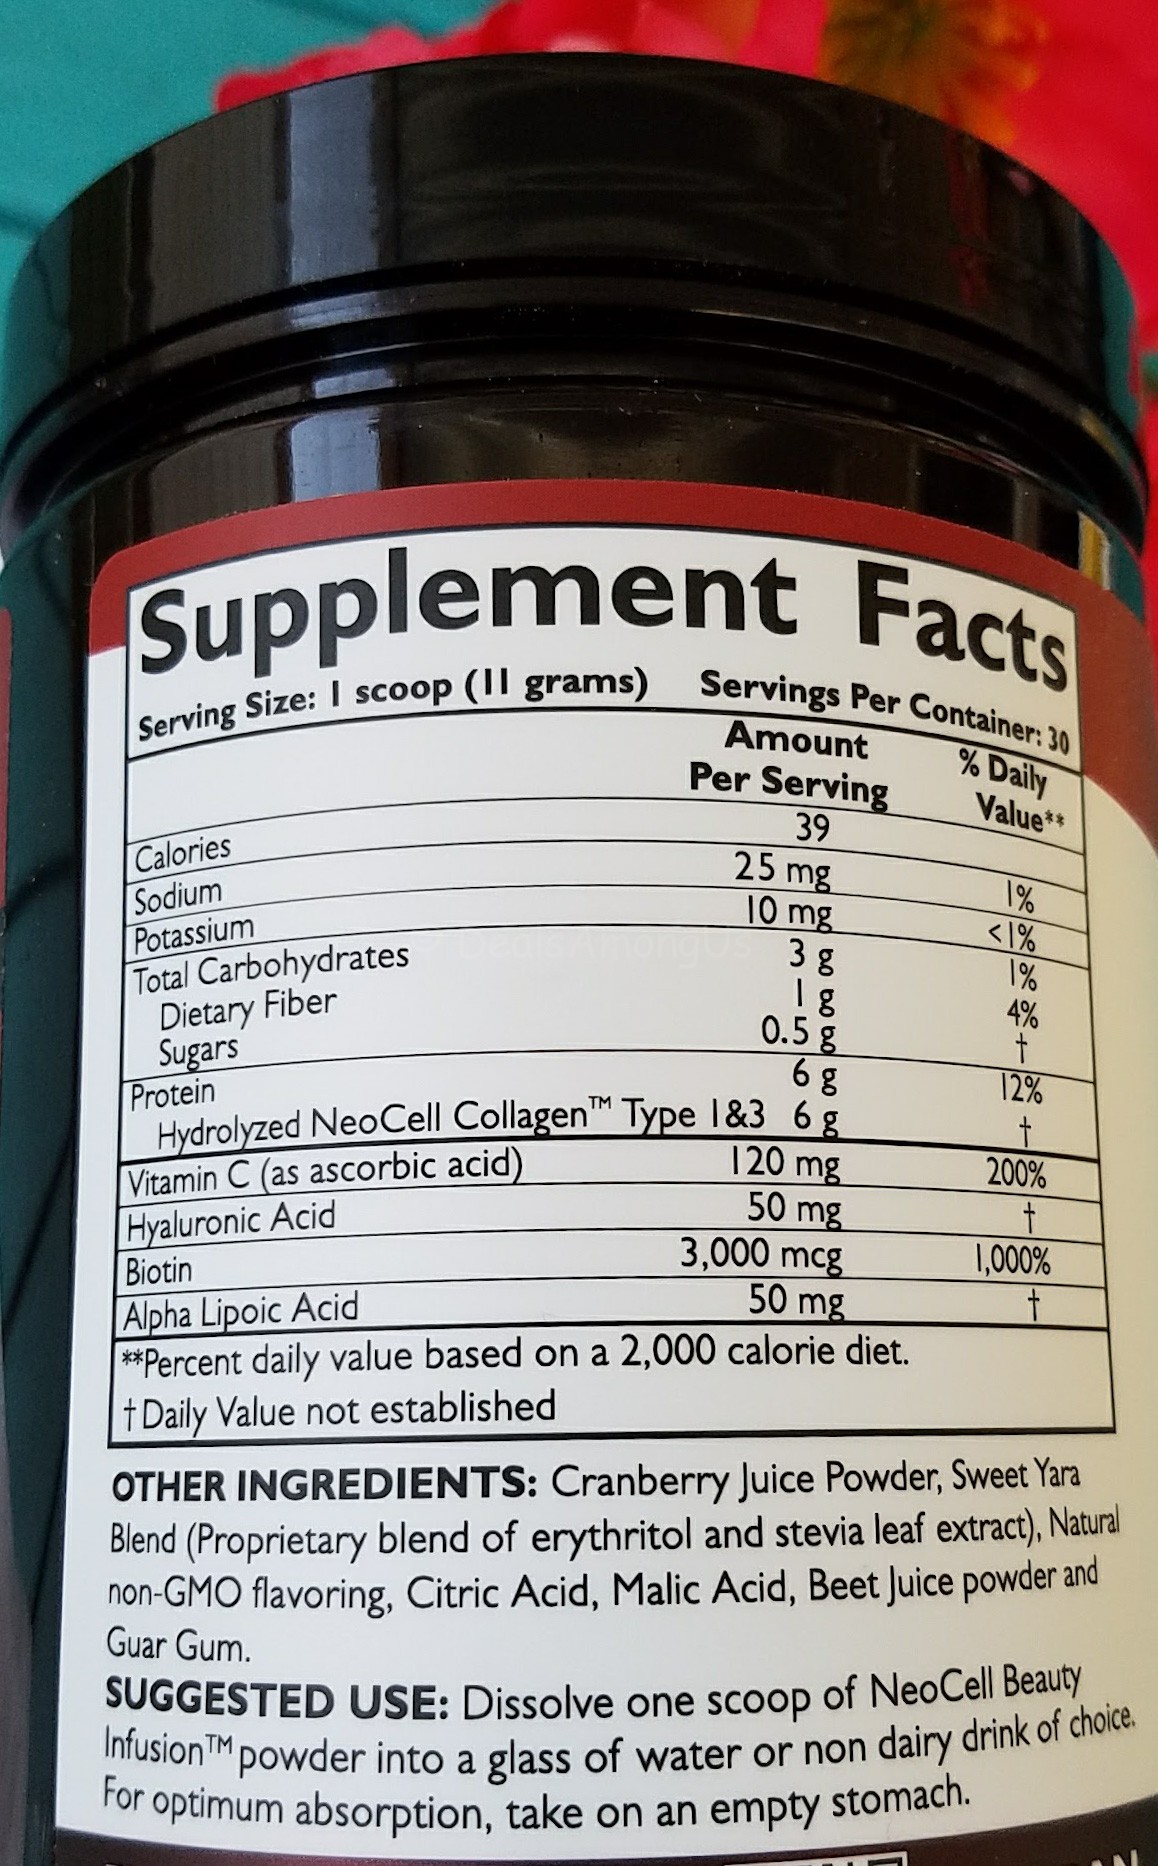 Supplement Facts
Serving Size: 1 scoop (11 grams) Servings Per Container: 30
Amount Per Serving % Daily Value**
Calories 39
Sodium 25 mg 1%
Potassium 10 mg <1%
Total Carbohydrates 3 g 1%
Dietary Fiber 1 g 4%
Sugars 0.5 g †
Protein 6 g 12%
Hydrolyzed NeoCell Collagen™ Type 1&3 6 g †
Vitamin C (as ascorbic acid) 120 mg 200%
Hyaluronic Acid 50 mg †
Biotin 3,000 mcg 1,000%
Alpha Lipoic Acid 50 mg †
**Percent daily value based on a 2,000 calorie diet.
† Daily Value not established
OTHER INGREDIENTS: Cranberry Juice Powder, Sweet Yara
Blend (Proprietary blend of erythritol and stevia leaf extract), Natural
non-GMO flavoring, Citric Acid, Malic Acid, Beet Juice powder and
Guar Gum.
SUGGESTED USE: Dissolve one scoop of NeoCell Beauty
Infusion™ powder into a glass of water or non dairy drink of choice.
For optimum absorption, take on an empty stomach.
DealsAmongUs